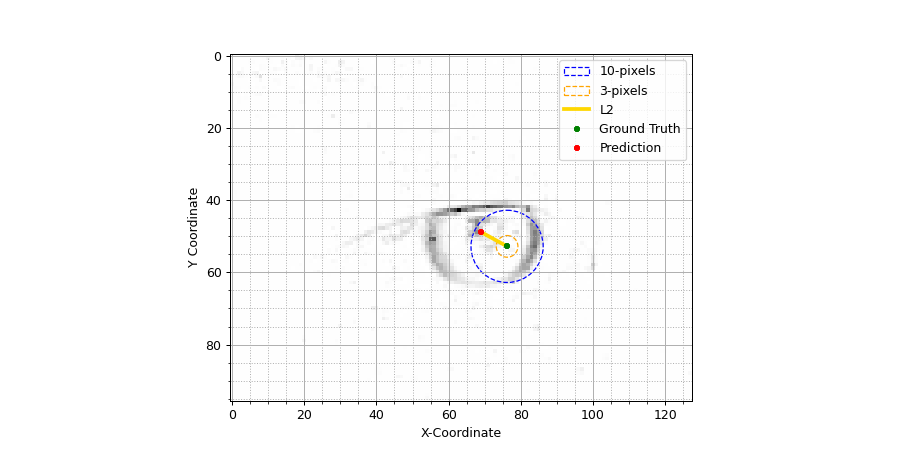 10-pixels
3-pixels
L2
Ground Truth
Prediction
Y Coordinate
0
20
40
60
80
0 20 40 60 80 100 120
X-Coordinate